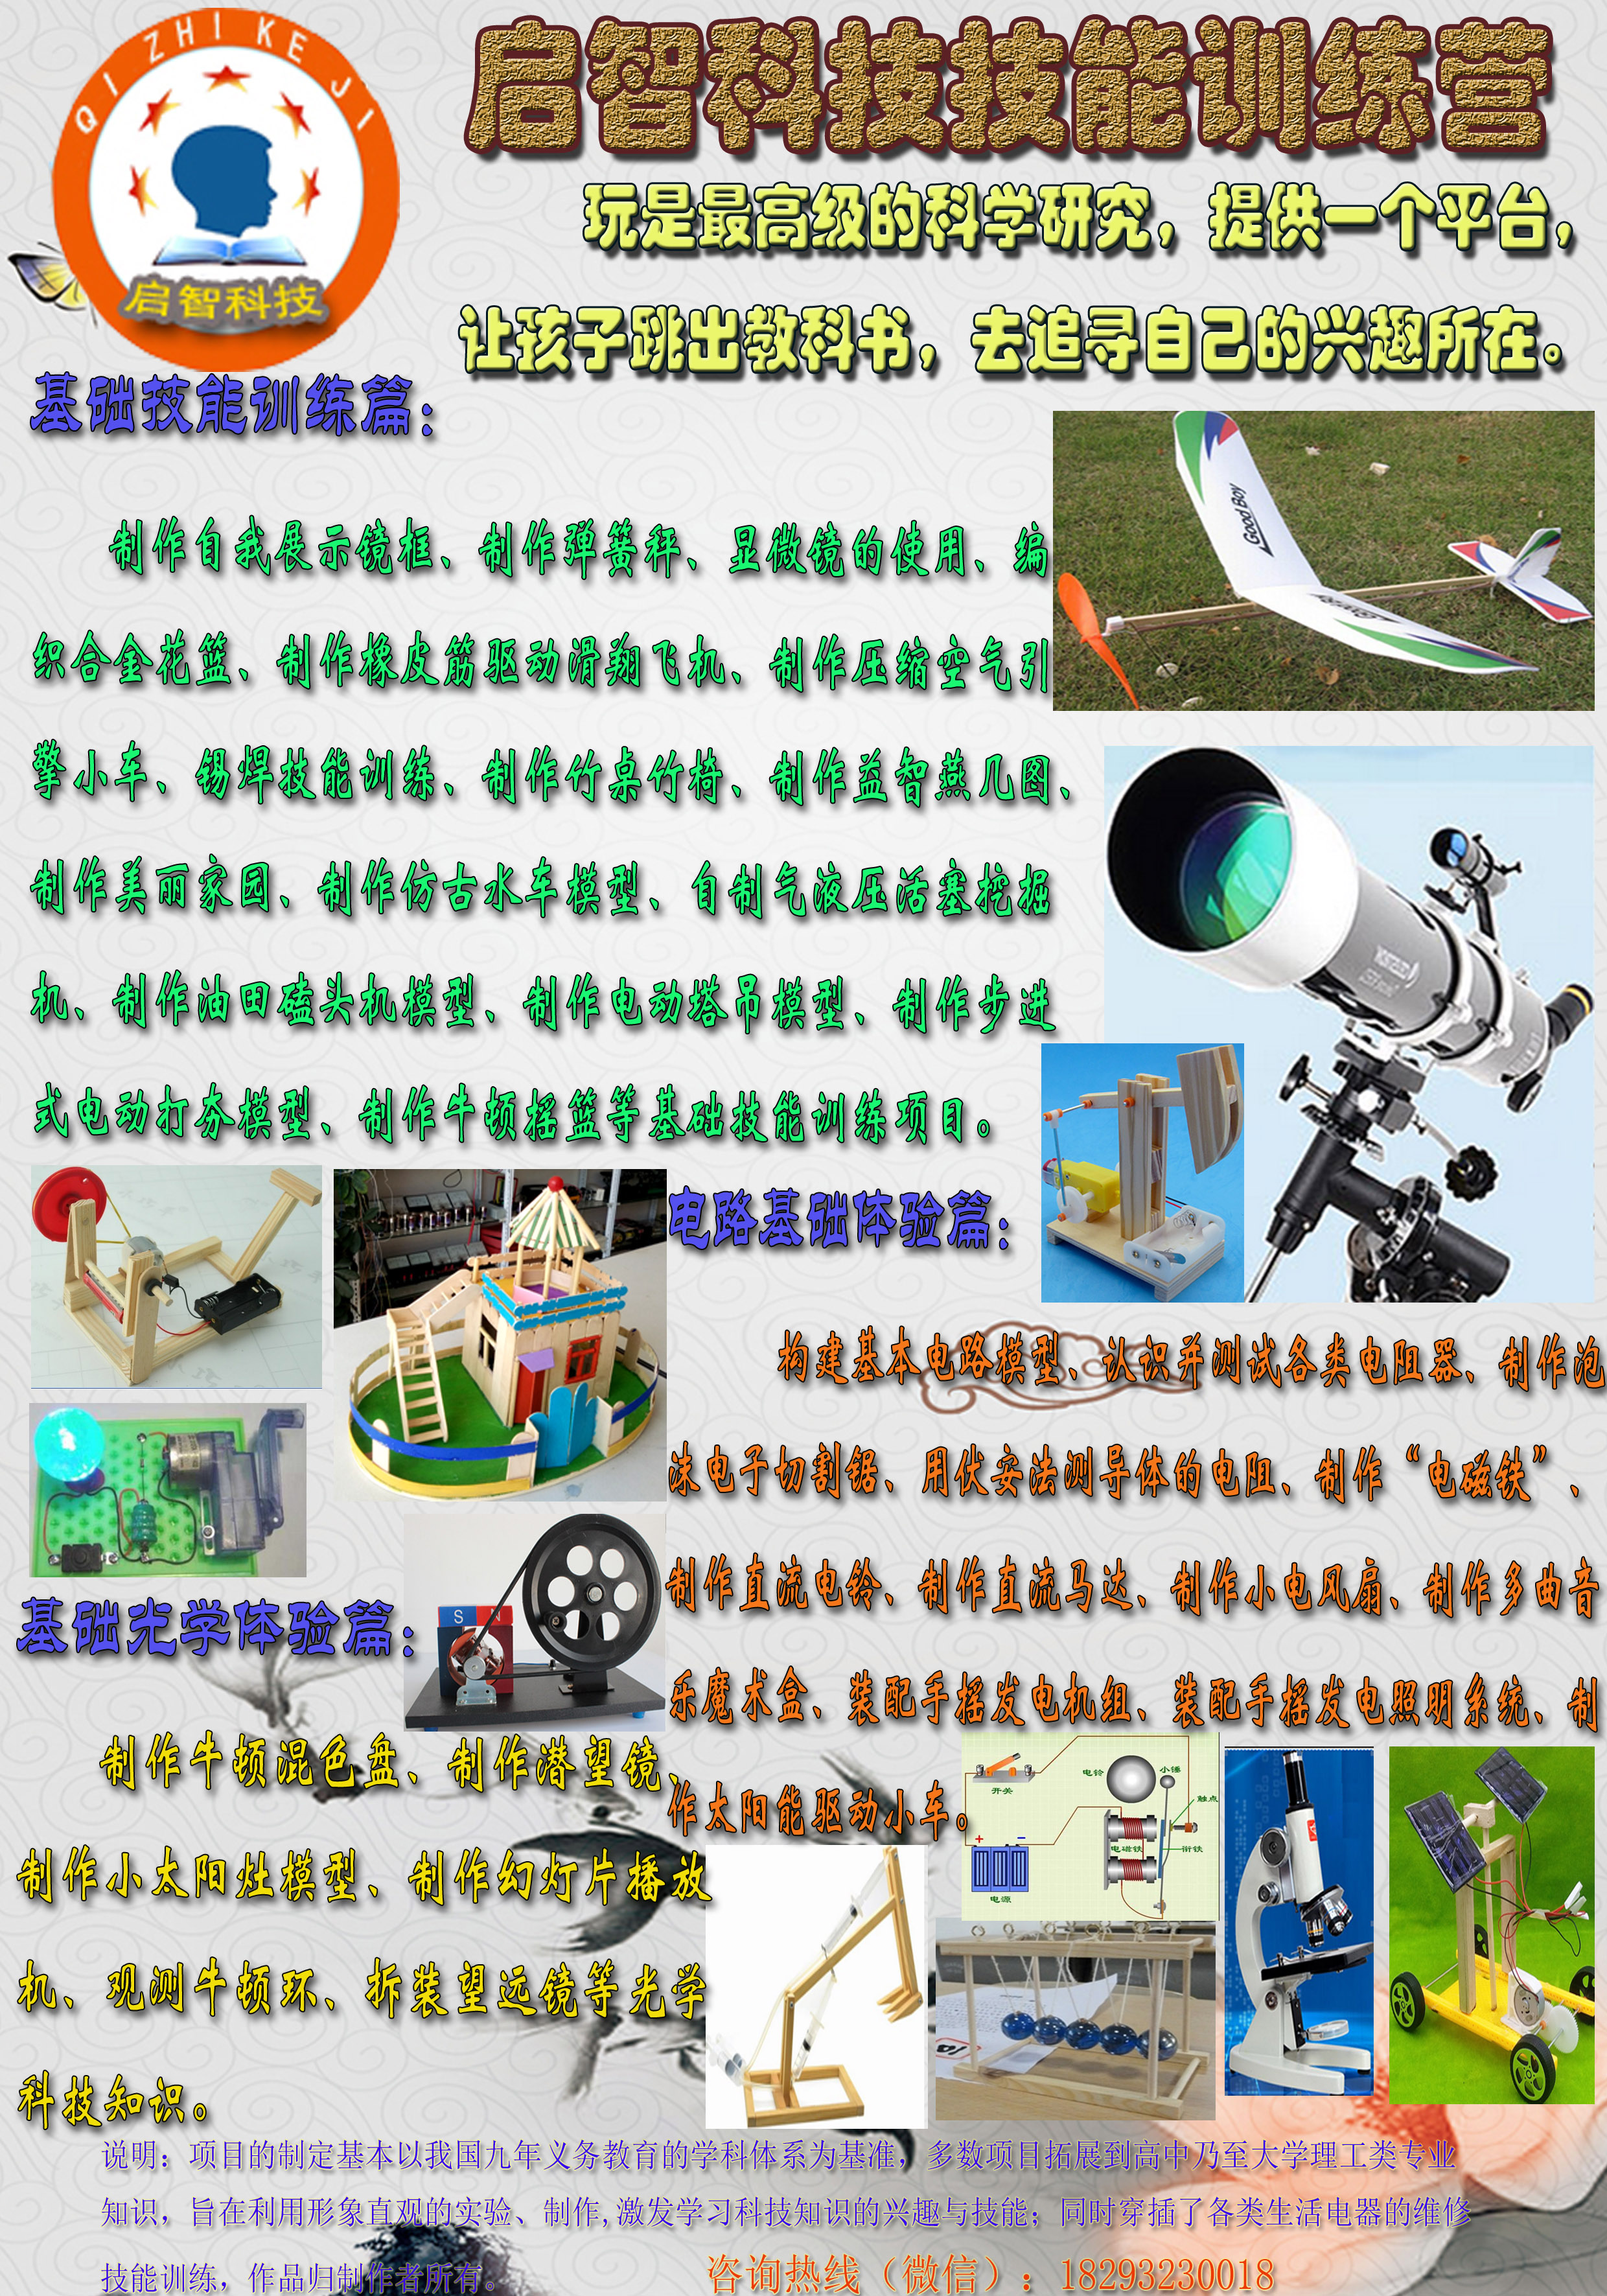 QI ZHI KE JI
启智科技
启智科技技能训练营
玩是最高级的科学研究，提供一个平台，
让孩子跳出教科书，去追寻自己的兴趣所在。
基础技能训练篇：
制作自我展示镜框、制作弹簧秤、显微镜的使用、编
织合金花篮、制作橡皮筋驱动滑翔飞机、制作压缩空气引
擎小车、锡焊技能训练、制作竹桌竹椅、制作益智燕几图、
制作美丽家园、制作仿古水车模型、自制气液压活塞挖掘
机、制作油田磕头机模型、制作电动塔吊模型、制作步进
式电动打夯模型、制作牛顿摇篮等基础技能训练项目。
Good Boy
电路基础体验篇：
构建基本电路模型、认识并测试各类电阻器、制作泡
沫电子切割锯、用伏安法测导体的电阻、制作“电磁铁”、
制作直流电铃、制作直流马达、制作小电风扇、制作多曲音
乐魔术盒、装配手摇发电机组、装配手摇发电照明系统、制
作太阳能驱动小车。
S N
基础光学体验篇：
制作牛顿混色盘、制作潜望镜、
制作小太阳灶模型、制作幻灯片播放
机、观测牛顿环、拆装望远镜等光学
科技知识。
开关
电铃
小锤
触点
电磁铁
衔铁
+ −
电源
说明：项目的制定基本以我国九年义务教育的学科体系为基准，多数项目拓展到高中乃至大学理工类专业
知识，旨在利用形象直观的实验、制作,激发学习科技知识的兴趣与技能；同时穿插了各类生活电器的维修
技能训练，作品归制作者所有。
咨询热线（微信）：18293230018